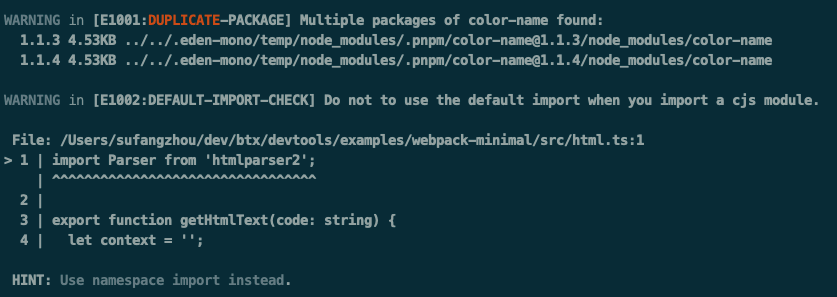 WARNING in [E1001:DUPLICATE-PACKAGE] Multiple packages of color-name found:
  1.1.3 4.53KB ../../.eden-mono/temp/node_modules/.pnpm/color-name@1.1.3/node_modules/color-name
  1.1.4 4.53KB ../../.eden-mono/temp/node_modules/.pnpm/color-name@1.1.4/node_modules/color-name
WARNING in [E1002:DEFAULT-IMPORT-CHECK] Do not to use the default import when you import a cjs module.
 File: /Users/sufangzhou/dev/btx/devtools/examples/webpack-minimal/src/html.ts:1
> 1 | import Parser from 'htmlparser2';
    | ^^^^^^^^^^^^^^^^^^^^^^^^^^^^^^^^^
  2 |
  3 | export function getHtmlText(code: string) {
  4 |   let context = '';
 HINT: Use namespace import instead.